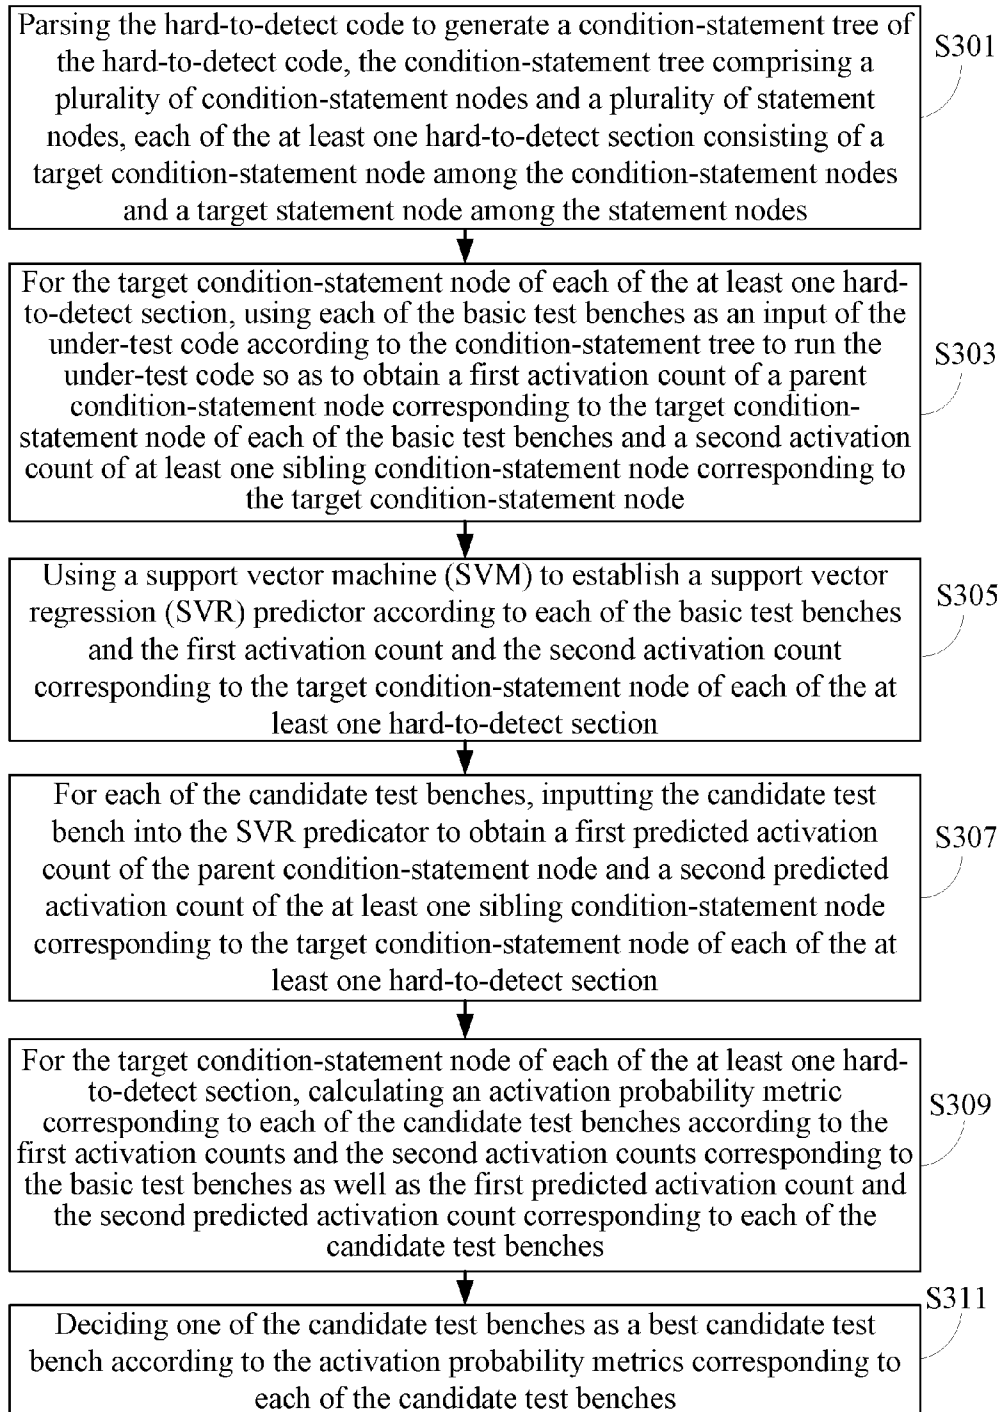 Parsing the hard-to-detect code to generate a condition-statement tree of
the hard-to-detect code, the condition-statement tree comprising a
plurality of condition-statement nodes and a plurality of statement
nodes, each of the at least one hard-to-detect section consisting of a
target condition-statement node among the condition-statement nodes
and a target statement node among the statement nodes
S301
For the target condition-statement node of each of the at least one hard-
to-detect section, using each of the basic test benches as an input of the
under-test code according to the condition-statement tree to run the
under-test code so as to obtain a first activation count of a parent
condition-statement node corresponding to the target condition-
statement node of each of the basic test benches and a second activation
count of at least one sibling condition-statement node corresponding to
the target condition-statement node
S303
Using a support vector machine (SVM) to establish a support vector
regression (SVR) predictor according to each of the basic test benches
and the first activation count and the second activation count
corresponding to the target condition-statement node of each of the at
least one hard-to-detect section
S305
For each of the candidate test benches, inputting the candidate test
bench into the SVR predicator to obtain a first predicted activation
count of the parent condition-statement node and a second predicted
activation count of the at least one sibling condition-statement node
corresponding to the target condition-statement node of each of the at
least one hard-to-detect section
S307
For the target condition-statement node of each of the at least one hard-
to-detect section, calculating an activation probability metric
corresponding to each of the candidate test benches according to the
first activation counts and the second activation counts corresponding to
the basic test benches as well as the first predicted activation count and
the second predicted activation count corresponding to each of the
candidate test benches
S309
Deciding one of the candidate test benches as a best candidate test
bench according to the activation probability metrics corresponding to
each of the candidate test benches
S311